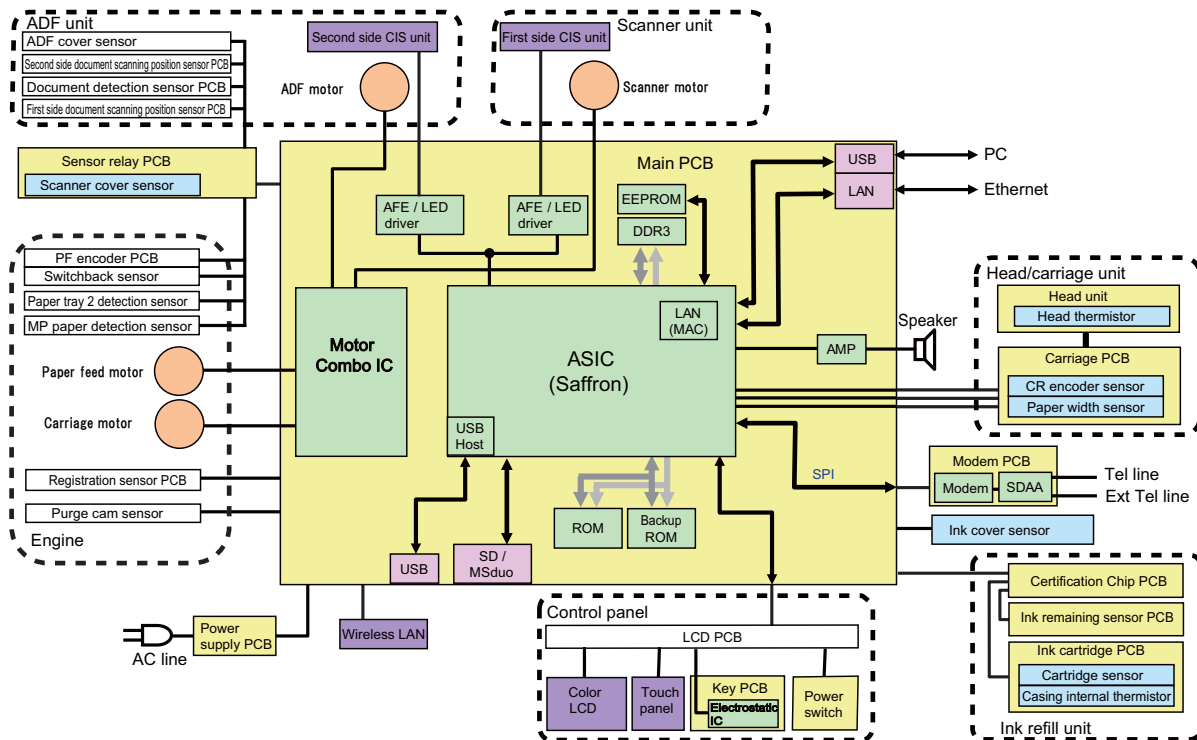 ADF unit
ADF cover sensor
Second side document scanning position sensor PCB
Document detection sensor PCB
First side document scanning position sensor PCB
Second side CIS unit
ADF motor
First side CIS unit
Scanner unit
Scanner motor
Sensor relay PCB
Scanner cover sensor
Main PCB
AFE / LED
driver
AFE / LED
driver
EEPROM
DDR3
USB
LAN
PC
Ethernet
Engine
PF encoder PCB
Switchback sensor
Paper tray 2 detection sensor
MP paper detection sensor
Paper feed motor
Carriage motor
Registration sensor PCB
Purge cam sensor
Motor
Combo IC
ASIC
(Saffron)
LAN
(MAC)
USB
Host
AMP
Speaker
Head/carriage unit
Head unit
Head thermistor
Carriage PCB
CR encoder sensor
Paper width sensor
SPI
Modem PCB
Modem
SDAA
Tel line
Ext Tel line
Ink cover sensor
ROM
Backup
ROM
USB
SD /
MSduo
AC line
Power
supply PCB
Wireless LAN
Control panel
LCD PCB
Color
LCD
Touch
panel
Key PCB
Electrostatic
IC
Power
switch
Certification Chip PCB
Ink remaining sensor PCB
Ink cartridge PCB
Cartridge sensor
Casing internal thermistor
Ink refill unit